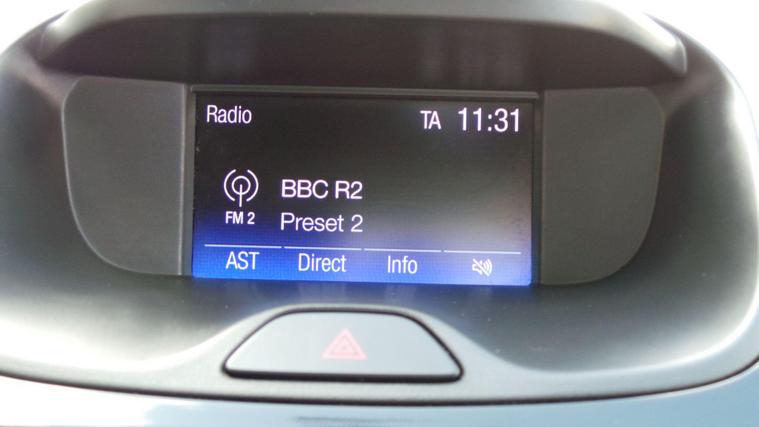 Radio TA 11:31
BBC R2
FM 2 Preset 2
AST Direct Info